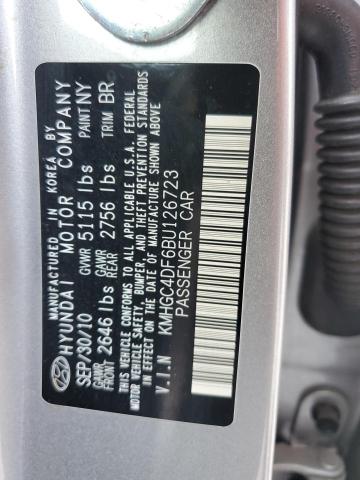 MANUFACTURED IN KOREA BY
HYUNDAI MOTOR COMPANY
SEP/30/10 GVWR 5115 lbs PAINT NY
GAWR FRONT 2646 lbs GAWR REAR 2756 lbs TRIM BR
THIS VEHICLE CONFORMS TO ALL APPLICABLE U.S.A. FEDERAL
MOTOR VEHICLE SAFETY, BUMPER AND THEFT PREVENTION STANDARDS
IN EFFECT ON THE DATE OF MANUFACTURE SHOWN ABOVE.
V.I.N KMHGC4DF6BU126723
PASSENGER CAR